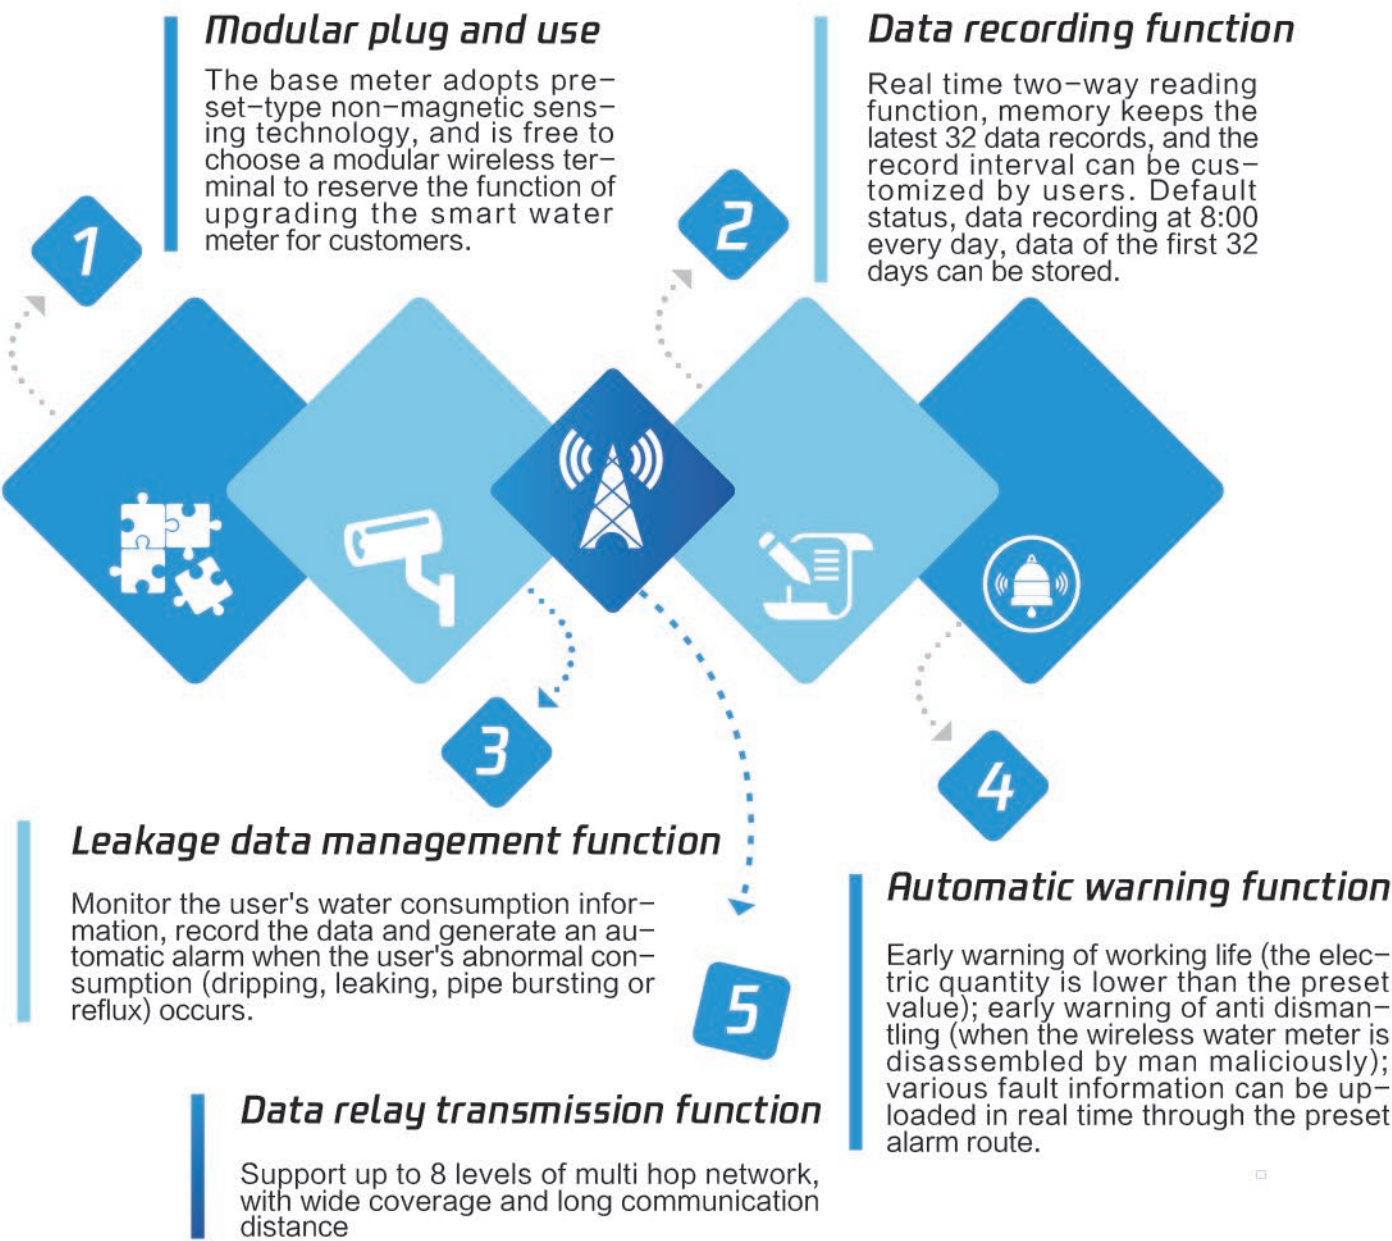 Modular plug and use
The base meter adopts pre-
set-type non-magnetic sens-
ing technology, and is free to
choose a modular wireless ter-
minal to reserve the function of
upgrading the smart water
meter for customers.
1
Data recording function
Real time two-way reading
function, memory keeps the
latest 32 data records, and the
record interval can be cus-
tomized by users. Default
status, data recording at 8:00
every day, data of the first 32
days can be stored.
2
3
Leakage data management function
Monitor the user's water consumption infor-
mation, record the data and generate an au-
tomatic alarm when the user's abnormal con-
sumption (dripping, leaking, pipe bursting or
reflux) occurs.
4
Automatic warning function
Early warning of working life (the elec-
tric quantity is lower than the preset
value); early warning of anti disman-
tling (when the wireless water meter is
disassembled by man maliciously);
various fault information can be up-
loaded in real time through the preset
alarm route.
5
Data relay transmission function
Support up to 8 levels of multi hop network,
with wide coverage and long communication
distance